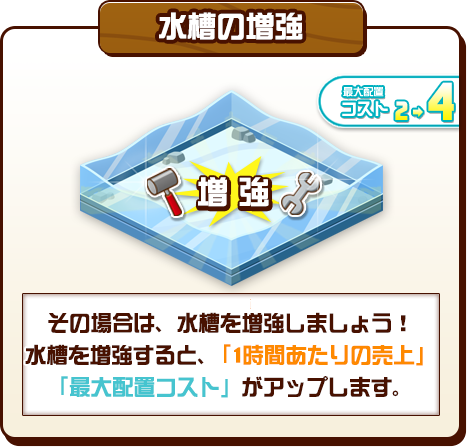 水槽の増強
最大配置
コスト 2➡4
増強
その場合は、水槽を増強しましょう！
水槽を増強すると、「1時間あたりの売上」
「最大配置コスト」がアップします。